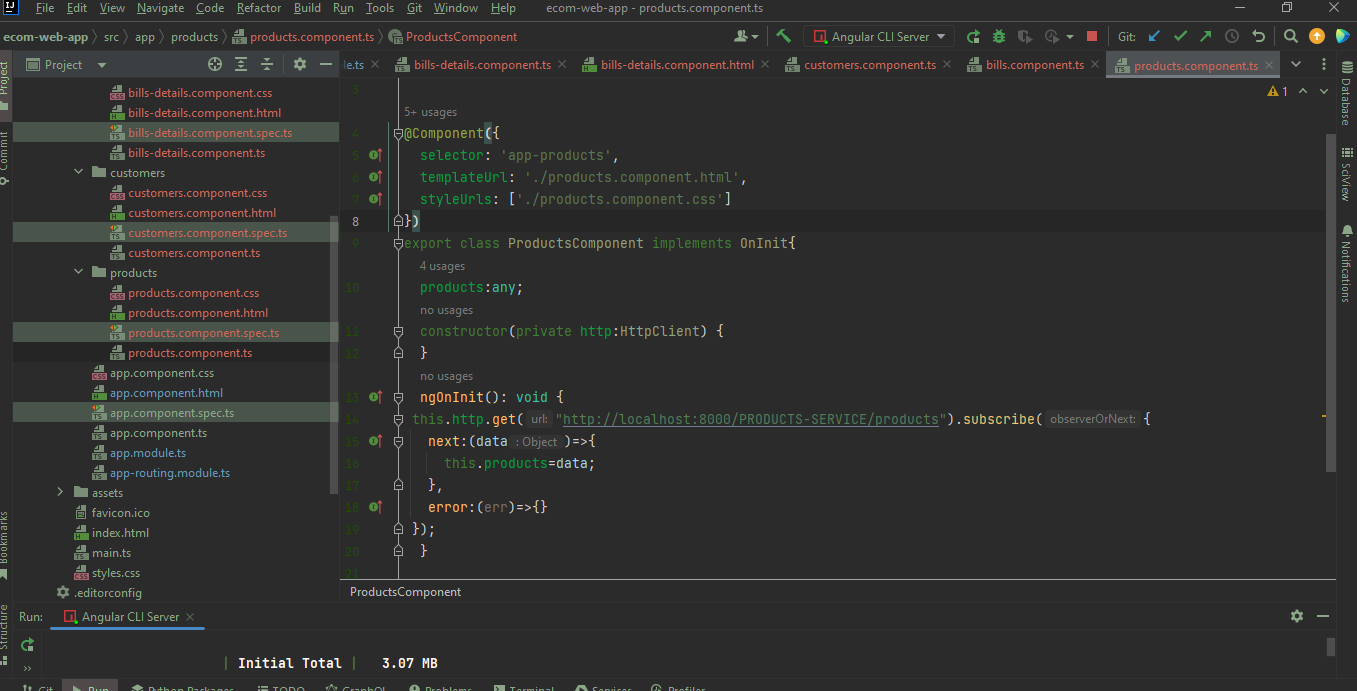 File Edit View Navigate Code Refactor Build Run Tools Git Window Help ecom-web-app - products.component.ts
ecom-web-app src app products products.component.ts ProductsComponent Angular CLI Server Git:
Project le.ts bills-details.component.ts bills-details.component.html customers.component.ts bills.component.ts products.component.ts
Project
Commit
Bookmarks
Structure
bills-details.component.css
bills-details.component.html
bills-details.component.spec.ts
bills-details.component.ts
customers
customers.component.css
customers.component.html
customers.component.spec.ts
customers.component.ts
products
products.component.css
products.component.html
products.component.spec.ts
products.component.ts
app.component.css
app.component.html
app.component.spec.ts
app.component.ts
app.module.ts
app-routing.module.ts
assets
favicon.ico
index.html
main.ts
styles.css
.editorconfig
3
1
5+ usages
4 @Component({
5 selector: 'app-products',
6 templateUrl: './products.component.html',
7 styleUrls: ['./products.component.css']
8 })
9 export class ProductsComponent implements OnInit{
4 usages
10 products:any;
no usages
11 constructor(private http:HttpClient) {
12 }
no usages
13 ngOnInit(): void {
14 this.http.get( url: "http://localhost:8000/PRODUCTS-SERVICE/products").subscribe( observerOrNext: {
15 next:(data : Object )=>{
16 this.products=data;
17 },
18 error:(err)=>{}
19 });
20 }
21
ProductsComponent
Database
SciView
Notifications
Run: Angular CLI Server
| Initial Total | 3.07 MB
Git Run Python Packages TODO GraphQL Problems Terminal Services Profiler